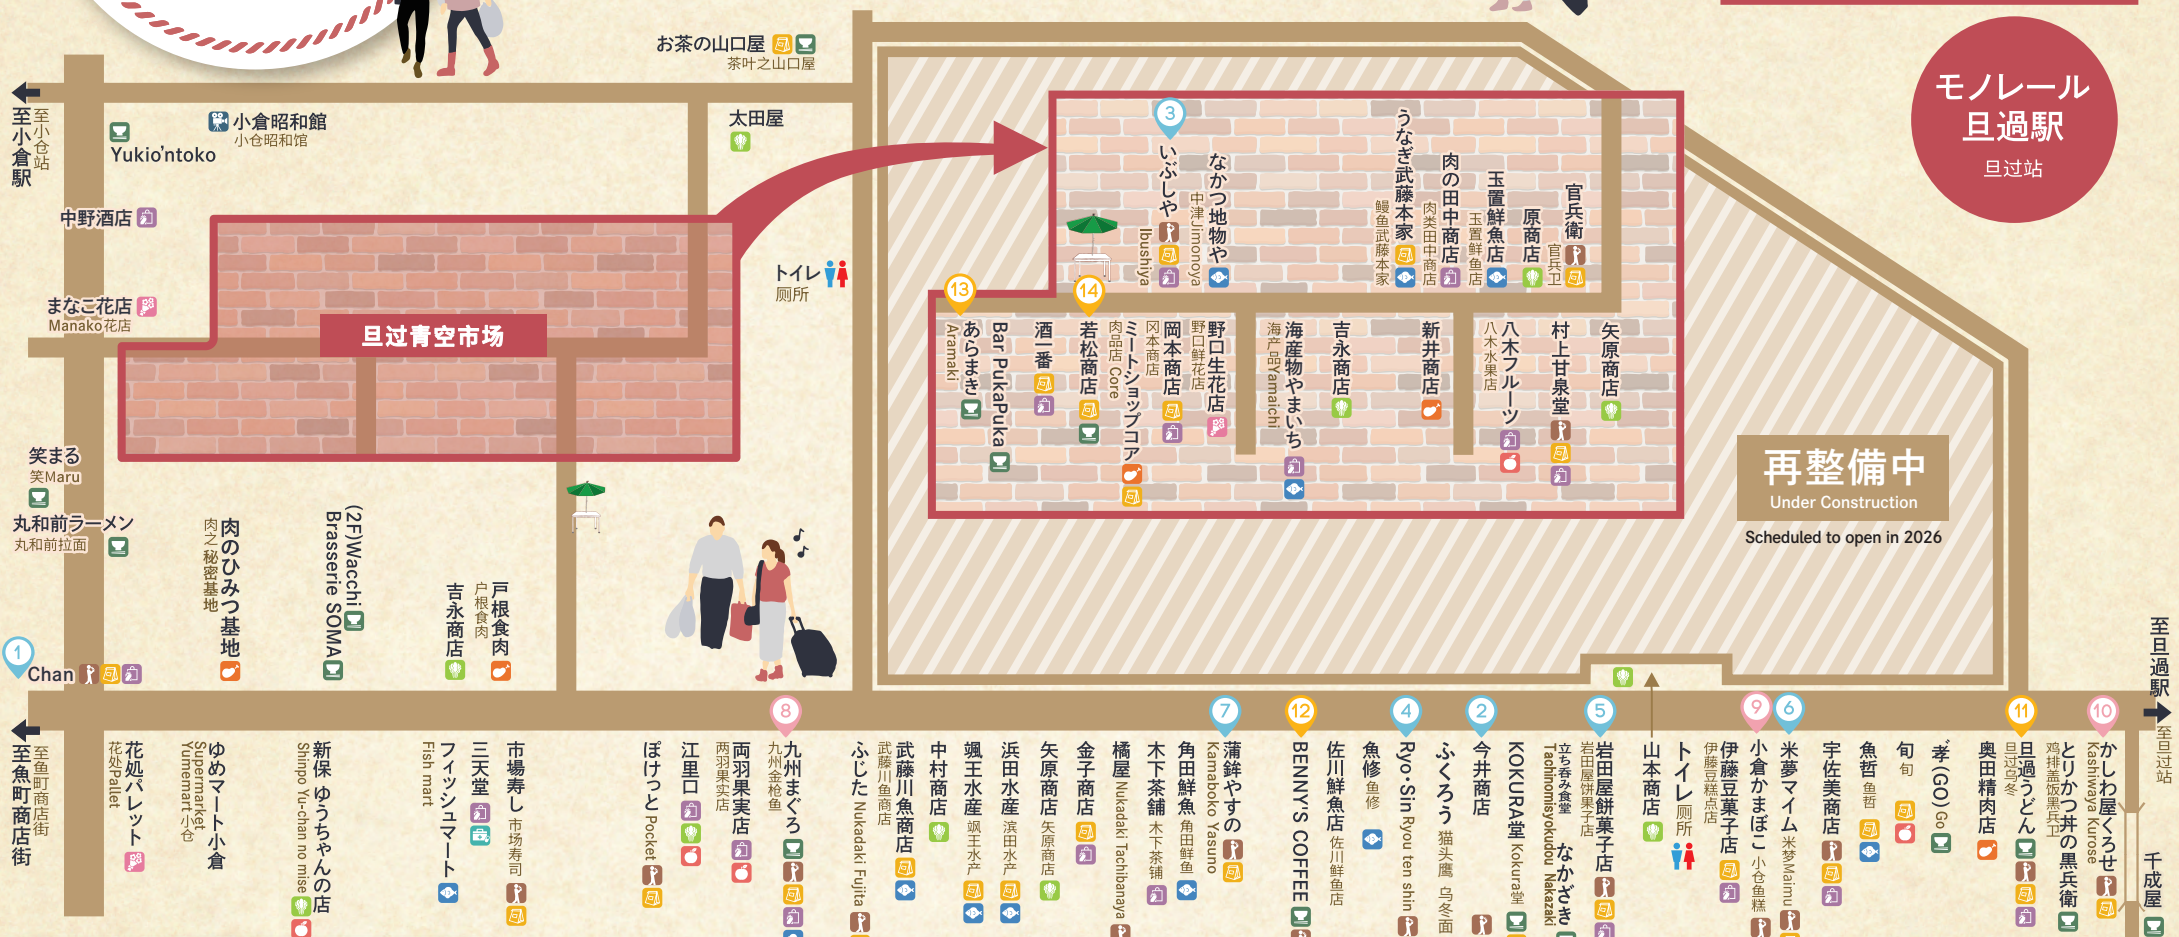 お茶の山口屋
茶叶之山口屋
モノレール
旦過駅
旦过站
至小倉駅
至小仓站
Yukio'ntoko
小倉昭和館
小仓昭和馆
太田屋
中野酒店
まなこ花店
Manako花店
トイレ
厕所
旦过青空市场
笑まる
笑Maru
丸和前ラーメン
丸和前拉面
肉のひみつ基地
肉之秘密基地
(2F)Wacchi
Brasserie SOMA
吉永商店
戸根食肉
户根食肉
1
Chan
3
いぶしや
Ibushiya
なかつ地物や
中津Jimonoya
うなぎ武藤本家
鳗鱼武藤本家
肉の田中商店
肉类田中商店
玉置鮮魚店
玉置鲜鱼店
原商店
官兵衛
官兵卫
13
14
あらまき
Aramaki
Bar PukaPuka
酒一番
若松商店
ミートショップコア
肉品店 Core
岡本商店
冈本商店
野口生花店
野口鲜花店
海産物やまいち
海产品Yamaichi
吉永商店
新井商店
八木フルーツ
八木水果店
村上甘泉堂
矢原商店
再整備中
Under Construction
Scheduled to open in 2026
至旦過駅
至旦过站
至魚町商店街
至鱼町商店街
花処パレット
花处Pallet
ゆめマート小倉
Supermarket
Yumemart小仓
新保 ゆうちゃんの店
Shinpo Yu-chan no mise
フィッシュマート
Fish mart
三天堂
市場寿し
市场寿司
ぽけっと
Pocket
江里口
両羽果実店
两羽果实店
8
九州まぐろ
九州金枪鱼
ふじた
Nukadaki Fujita
武藤川魚商店
武藤川鱼商店
中村商店
颯王水産
飒王水产
浜田水産
滨田水产
矢原商店
矢原商店
金子商店
橘屋
Nukadaki Tachibanaya
木下茶舗
木下茶铺
角田鮮魚
角田鲜鱼
7
蒲鉾やすの
Kamaboko Yasuno
12
BENNY'S COFFEE
佐川鮮魚店
佐川鲜鱼店
魚修
鱼修
4
Ryo・Sin
Ryou ten shin
ふくろう
猫头鹰 乌冬面
2
今井商店
KOKURA堂
Kokura堂
立ち呑み食堂 なかざき
Tachinomisyokudou Nakazaki
5
岩田屋餅菓子店
岩田屋饼果子店
山本商店
トイレ
厕所
伊藤豆菓子店
伊藤豆糕点店
9
小倉かまぼこ
小仓鱼糕
6
米夢マイム
米梦Maimu
宇佐美商店
魚哲
鱼哲
旬
旬
孝(GO)
Go
奥田精肉店
11
旦過うどん
旦过乌冬
とりかつ丼の黒兵衛
鸡排盖饭黑兵卫
10
かしわ屋くろせ
Kashiwaya Kurose
千成屋